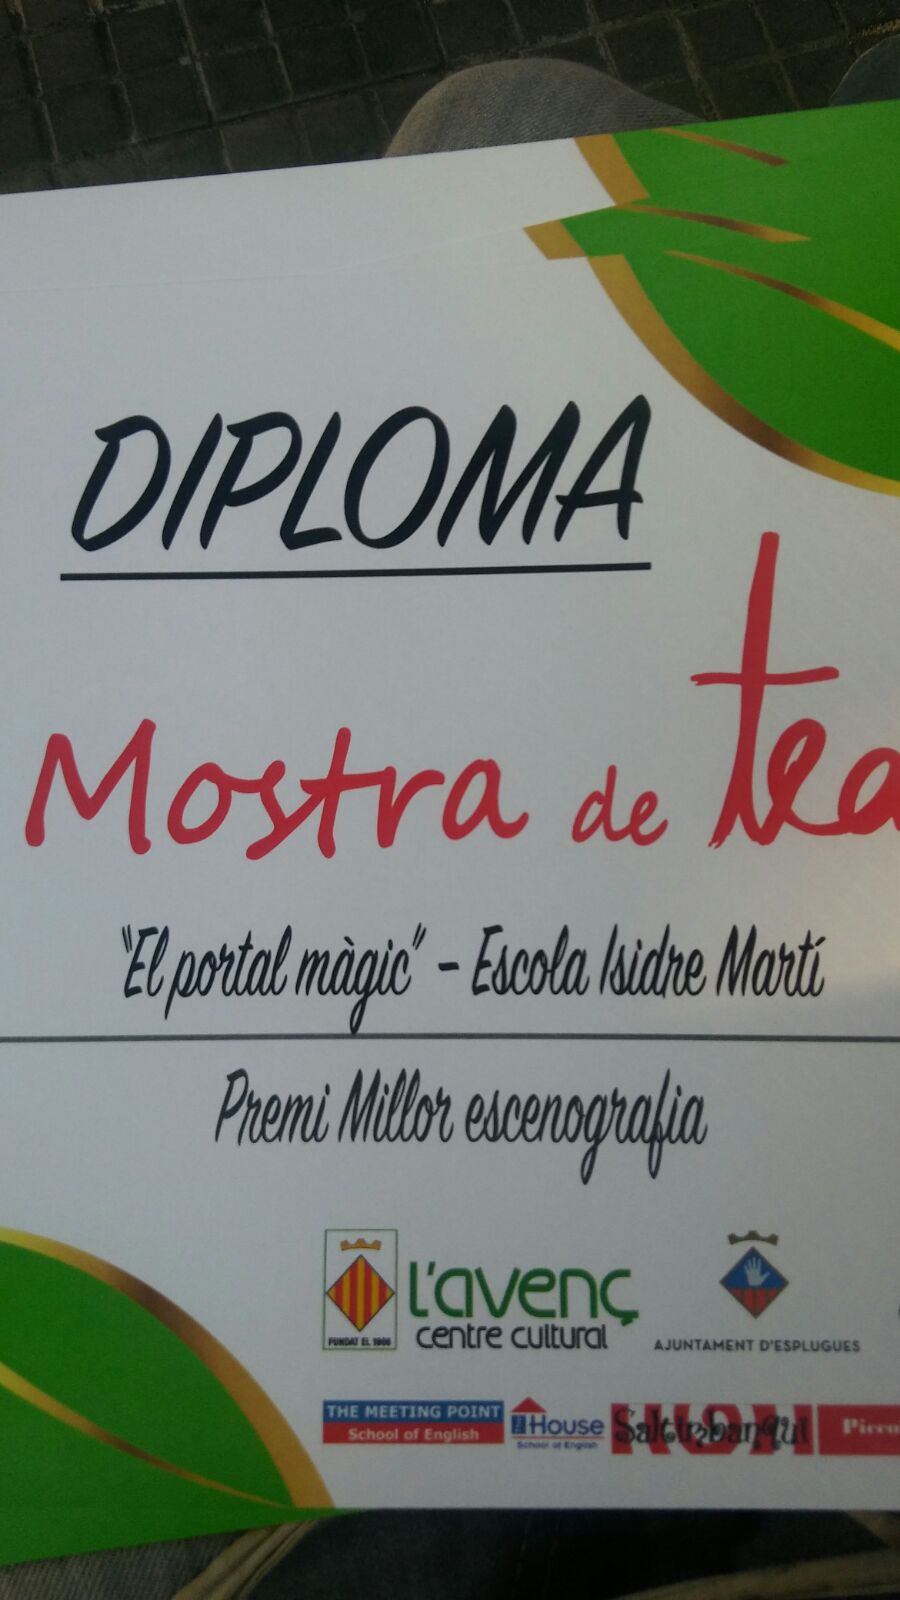 DIPLOMA
Mostra de tea
"El portal màgic" - Escola Isidre Martí
Premi Millor escenografia
l'avenç
centre cultural
FUNDAT EL 1906
AJUNTAMENT D'ESPLUGUES
THE MEETING POINT
School of English
House
School of English
Saltimbanqui